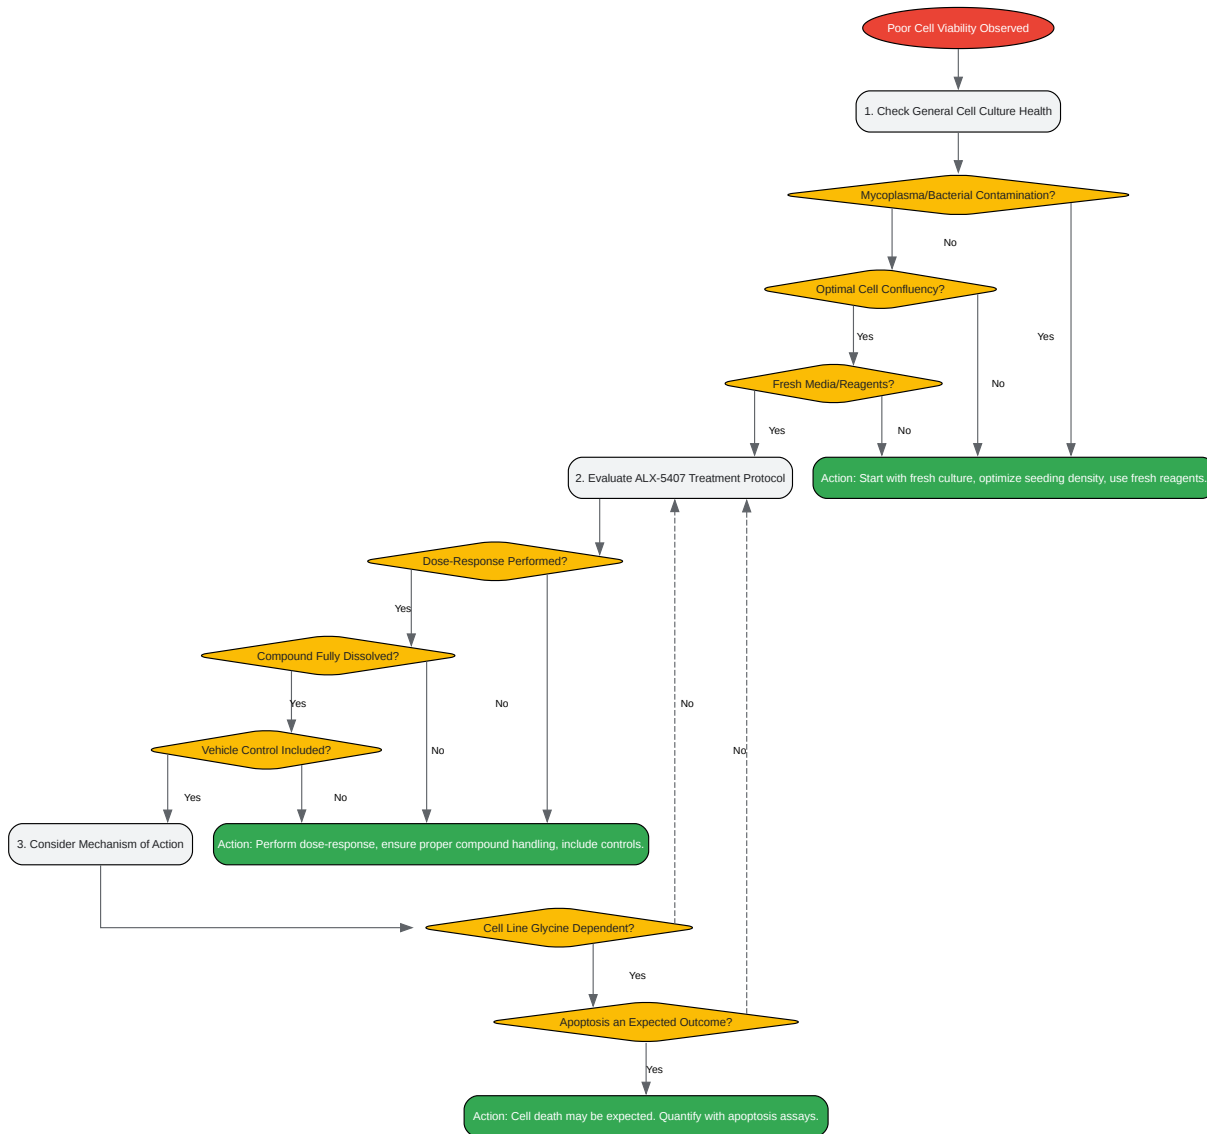 Poor Cell Viability Observed
1. Check General Cell Culture Health
Mycoplasma/Bacterial Contamination?
No
Optimal Cell Confluency?
Yes
Yes
Fresh Media/Reagents?
No
Yes
No
2. Evaluate ALX-5407 Treatment Protocol
Action: Start with fresh culture, optimize seeding density, use fresh reagents.
Dose-Response Performed?
Yes
Compound Fully Dissolved?
Yes
No
No
Vehicle Control Included?
No
No
Yes
No
3. Consider Mechanism of Action
Action: Perform dose-response, ensure proper compound handling, include controls.
Cell Line Glycine Dependent?
Yes
Apoptosis an Expected Outcome?
Yes
Action: Cell death may be expected. Quantify with apoptosis assays.